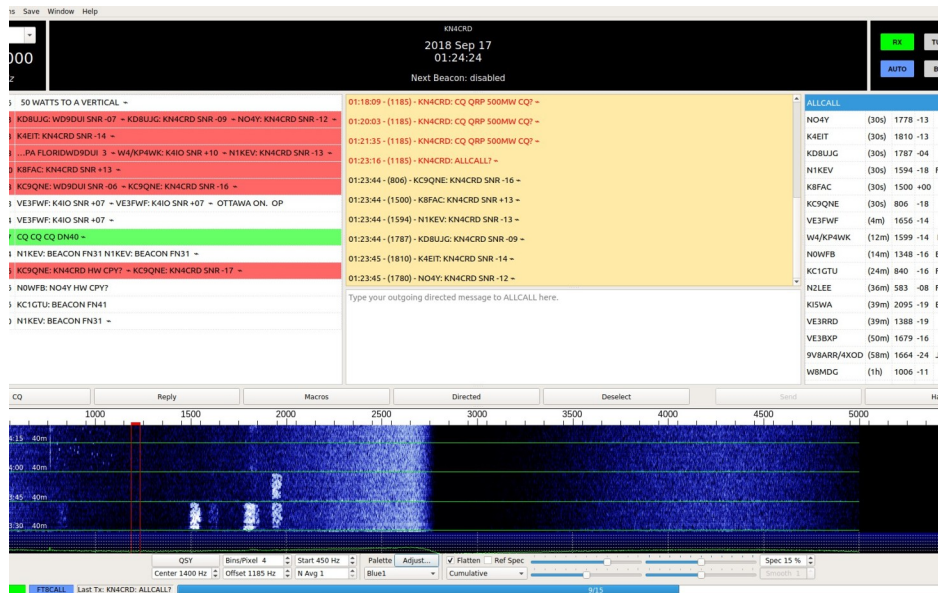 Save Window Help
KN4CRD
2018 Sep 17
01:24:24
Next Beacon: disabled
RX
AUTO
50 WATTS TO A VERTICAL ~
KD8UJG: WD9DUI SNR -07 ~ KD8UJG: KN4CRD SNR -09 ~ NO4Y: KN4CRD SNR -12 ~
K4EIT: KN4CRD SNR -14 ~
...PA FLORIDWD9DUI 3 ~ W4/KP4WK: K4IO SNR +10 ~ N1KEV: KN4CRD SNR -13 ~
K8FAC: KN4CRD SNR +13 ~
KC9QNE: WD9DUI SNR -06 ~ KC9QNE: KN4CRD SNR -16 ~
VE3FWF: K4IO SNR +07 ~ VE3FWF: K4IO SNR +07 ~ OTTAWA ON. OP
VE3FWF: K4IO SNR +07 ~
CQ CQ CQ DN40 ~
N1KEV: BEACON FN31 N1KEV: BEACON FN31 ~
KC9QNE: KN4CRD HW CPY? ~ KC9QNE: KN4CRD SNR -17 ~
N0WFB: NO4Y HW CPY?
KC1GTU: BEACON FN41
N1KEV: BEACON FN31 ~
01:18:09 - (1185) - KN4CRD: CQ QRP 500MW CQ? ~
01:20:03 - (1185) - KN4CRD: CQ QRP 500MW CQ? ~
01:21:35 - (1185) - KN4CRD: CQ QRP 500MW CQ? ~
01:23:16 - (1185) - KN4CRD: ALLCALL? ~
01:23:44 - (806) - KC9QNE: KN4CRD SNR -16 ~
01:23:44 - (1500) - K8FAC: KN4CRD SNR +13 ~
01:23:44 - (1594) - N1KEV: KN4CRD SNR -13 ~
01:23:44 - (1787) - KD8UJG: KN4CRD SNR -09 ~
01:23:45 - (1810) - K4EIT: KN4CRD SNR -14 ~
01:23:45 - (1780) - NO4Y: KN4CRD SNR -12 ~
Type your outgoing directed message to ALLCALL here.
ALLCALL
NO4Y (30s) 1778 -13
K4EIT (30s) 1810 -13
KD8UJG (30s) 1787 -04
N1KEV (30s) 1594 -18
K8FAC (30s) 1500 +00
KC9QNE (30s) 806 -18
VE3FWF (4m) 1656 -14
W4/KP4WK (12m) 1599 -14
N0WFB (14m) 1348 -16
KC1GTU (24m) 840 -16
N2LEE (36m) 583 -08
KI5WA (39m) 2095 -19
VE3RRD (39m) 1388 -19
VE3BXP (50m) 1679 -16
9V8ARR/4XOD (58m) 1664 -24
W8MDG (1h) 1006 -11
CQ Reply Macros Directed Deselect Send
1000 1500 2000 2500 3000 3500 4000 4500 5000
4:15 40m
4:00 40m
3:45 40m
3:30 40m
QSY Bins/Pixel 4 Start 450 Hz Palette Adjust... Flatten Ref Spec Spec 15 %
Center 1400 Hz Offset 1185 Hz N Avg 1 Blue1 Cumulative Smooth 1
FT8CALL Last Tx: KN4CRD: ALLCALL? 9/15